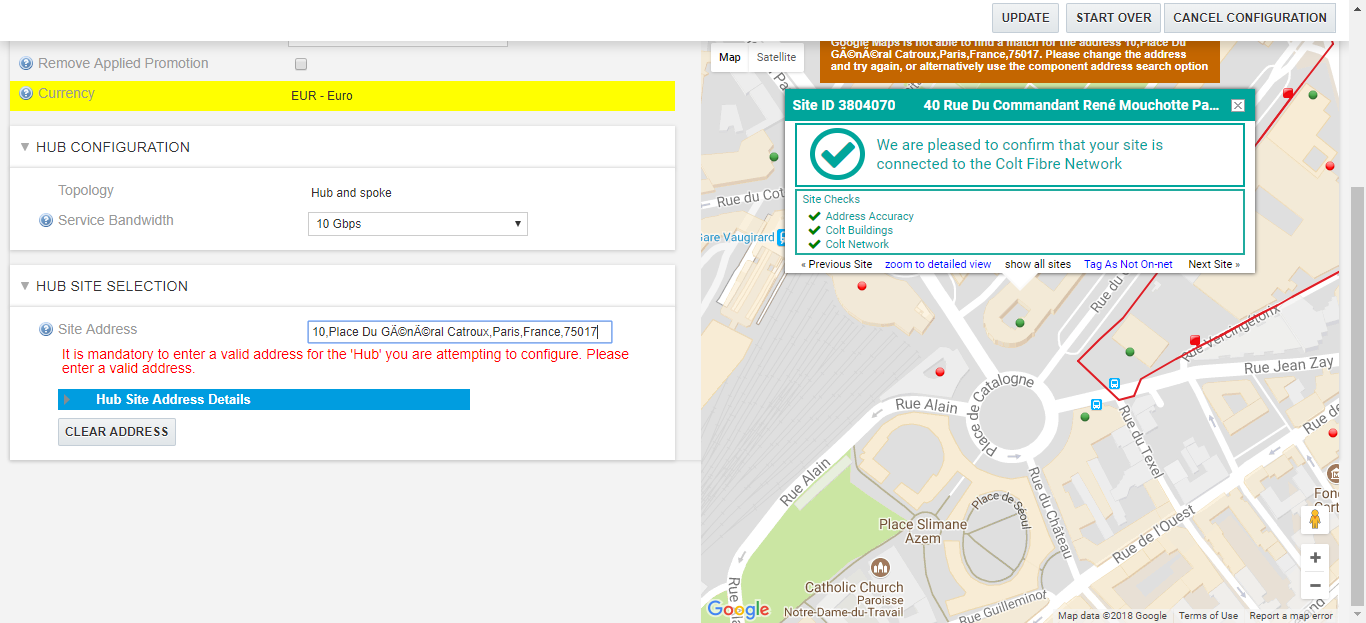 UPDATE
START OVER
CANCEL CONFIGURATION
Remove Applied Promotion
Currency
EUR - Euro
HUB CONFIGURATION
Topology
Hub and spoke
Service Bandwidth
10 Gbps
HUB SITE SELECTION
Site Address
10,Place Du GÃ©nÃ©ral Catroux,Paris,France,75017
It is mandatory to enter a valid address for the 'Hub' you are attempting to configure. Please
enter a valid address.
Hub Site Address Details
CLEAR ADDRESS
Map
Satellite
Google Maps is not able to find a match for the address 10,Place Du
GÃ©nÃ©ral Catroux,Paris,France,75017. Please change the address
and try again, or alternatively use the component address search option
Site ID 3804070
40 Rue Du Commandant René Mouchotte Pa...
We are pleased to confirm that your site is
connected to the Colt Fibre Network
Site Checks
Address Accuracy
Colt Buildings
Colt Network
« Previous Site
zoom to detailed view
show all sites
Tag As Not On-net
Next Site »
Rue du Cot
Gare Vaugirard
Rue du
Rue Vercingétorix
Rue Jean Zay
Place de Catalogne
Rue Alain
Rue Alain
Rue du Texel
Rue de
Rue du Château
Place de Séoul
Place Slimane
Azem
Rue de l'Ouest
Fon
Cart
Catholic Church
Paroisse
Notre-Dame-du-Travail
Rue
Rue Guilleminot
Google
Map data ©2018 Google
Terms of Use
Report a map error